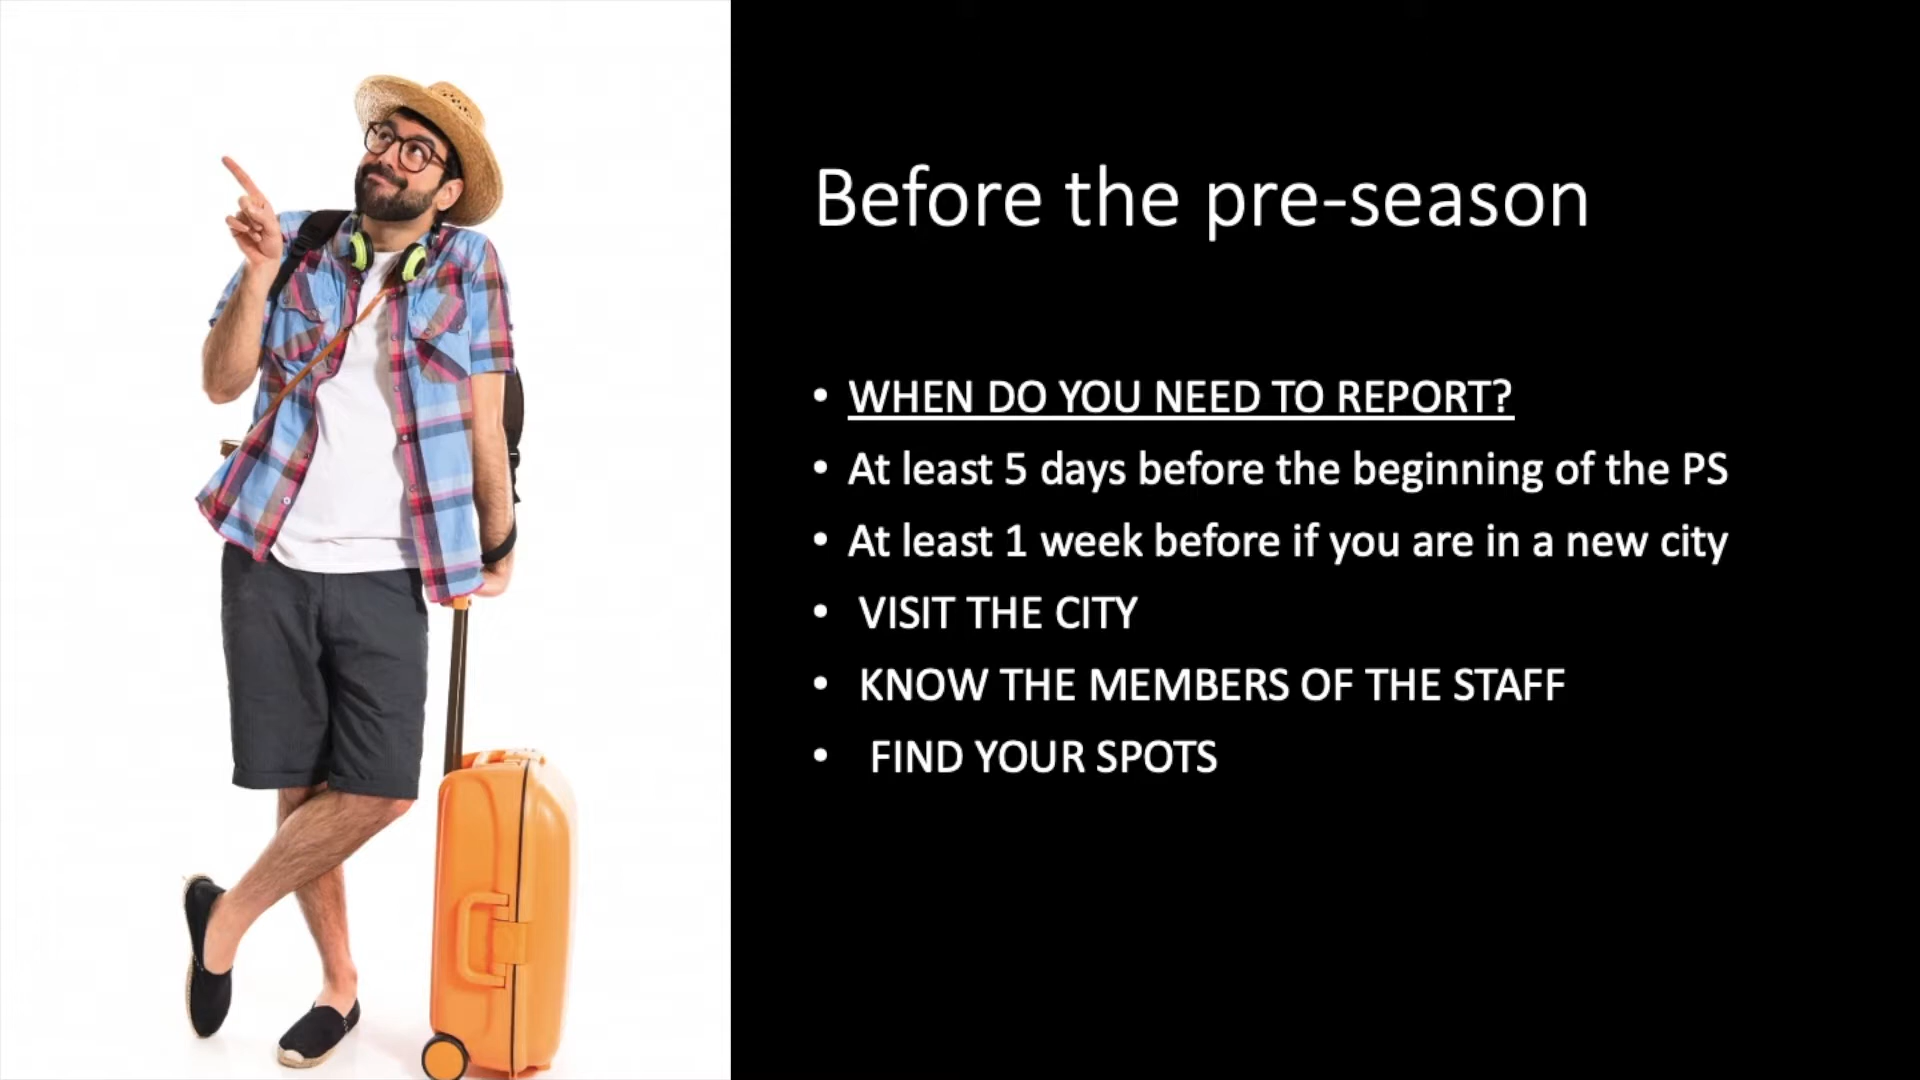 Before the pre-season
• WHEN DO YOU NEED TO REPORT?
• At least 5 days before the beginning of the PS
• At least 1 week before if you are in a new city
• VISIT THE CITY
• KNOW THE MEMBERS OF THE STAFF
• FIND YOUR SPOTS